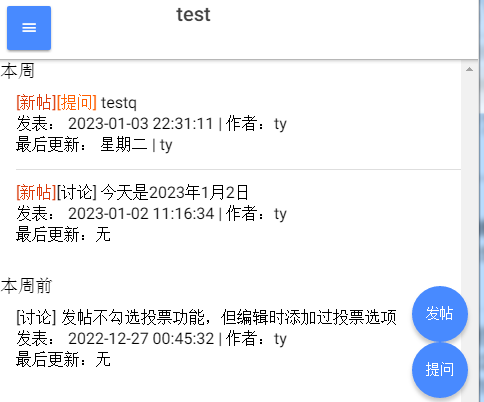 test
本周
[新帖][提问] testq
发表： 2023-01-03 22:31:11 | 作者：ty
最后更新： 星期二 | ty
[新帖][讨论] 今天是2023年1月2日
发表： 2023-01-02 11:16:34 | 作者：ty
最后更新：无
本周前
[讨论] 发帖不勾选投票功能，但编辑时添加过投票选项
发表： 2022-12-27 00:45:32 | 作者：ty
最后更新：无
发帖
提问